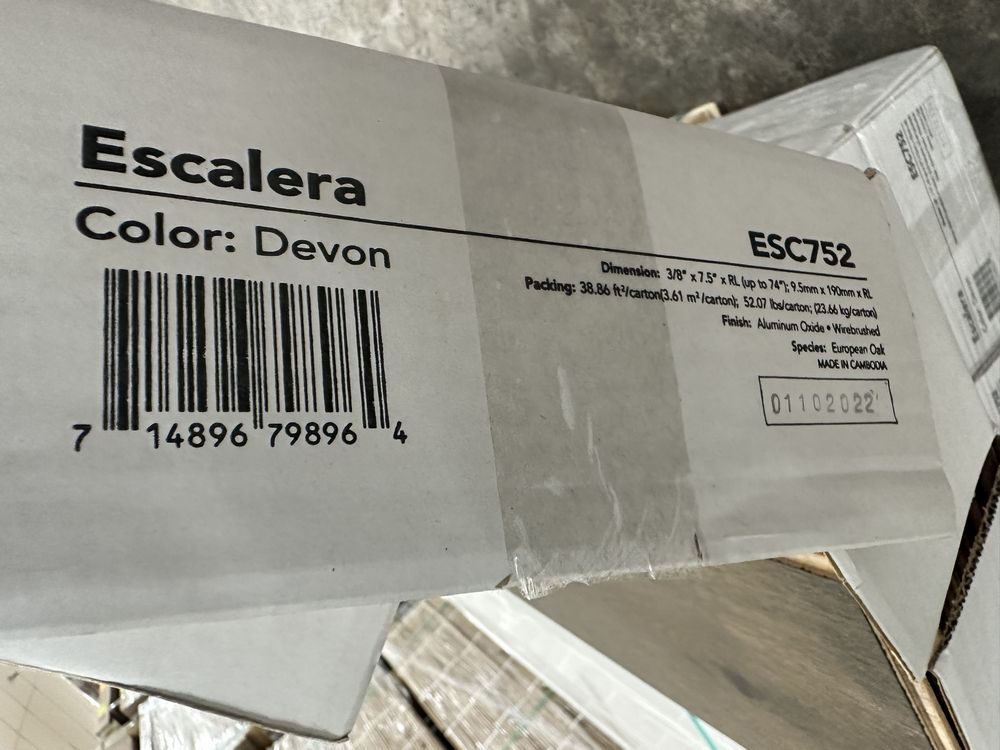 Escalera
Color: Devon
7 14896 79896 4
ESC752
Dimension: 3/8" x 7.5" x RL (up to 74"); 9.5mm x 190mm x RL
Packing: 38.86 ft²/carton(3.61 m²/carton); 52.07 lbs/carton; (23.66 kg/carton)
Finish: Aluminum Oxide • Wirebrushed
Species: European Oak
MADE IN CAMBODIA
01102022